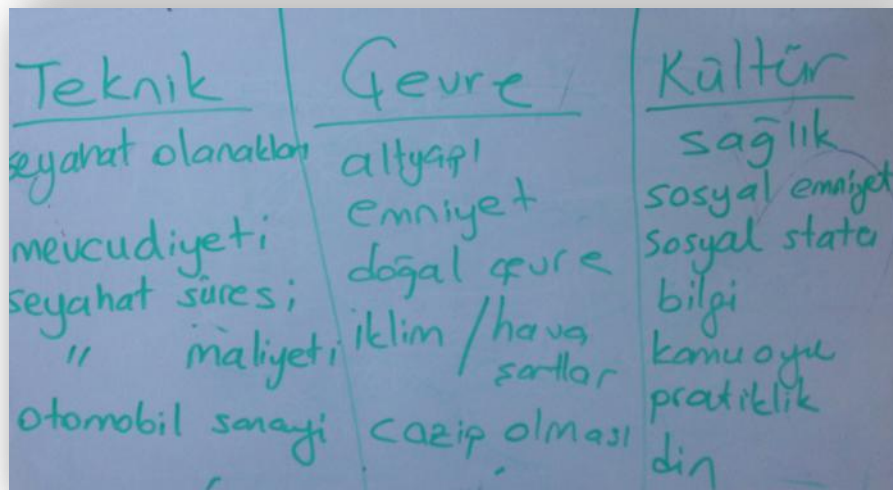 Teknik
seyahat olanakları
mevcudiyeti
seyahat süresi
" maliyeti
otomobil sanayi
Çevre
altyapı
emniyet
doğal çevre
iklim / hava
şartlar
cazip olması
Kültür
sağlık
sosyal emniyet
sosyal statü
bilgi
kamuoyu
pratiklik
din